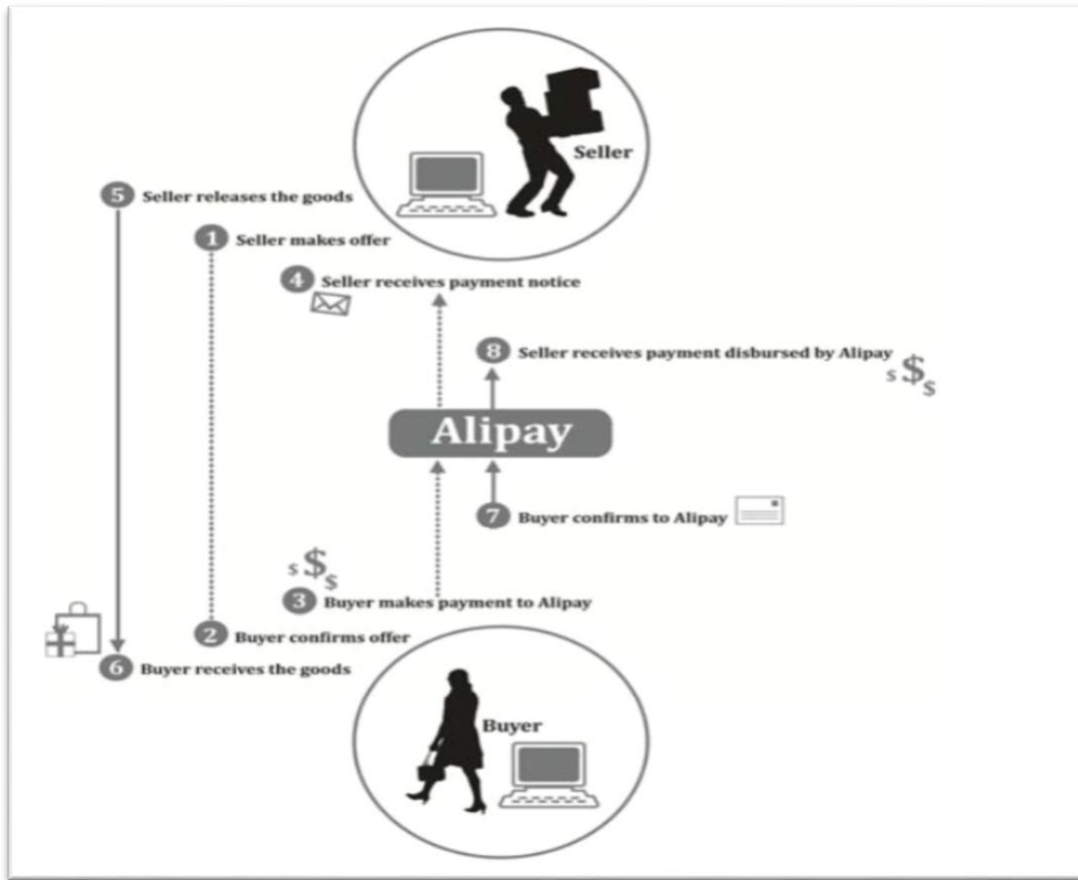 Seller
5 Seller releases the goods
1 Seller makes offer
4 Seller receives payment notice
8 Seller receives payment disbursed by Alipay
$ $ $
Alipay
7 Buyer confirms to Alipay
$ $ $
3 Buyer makes payment to Alipay
2 Buyer confirms offer
6 Buyer receives the goods
Buyer